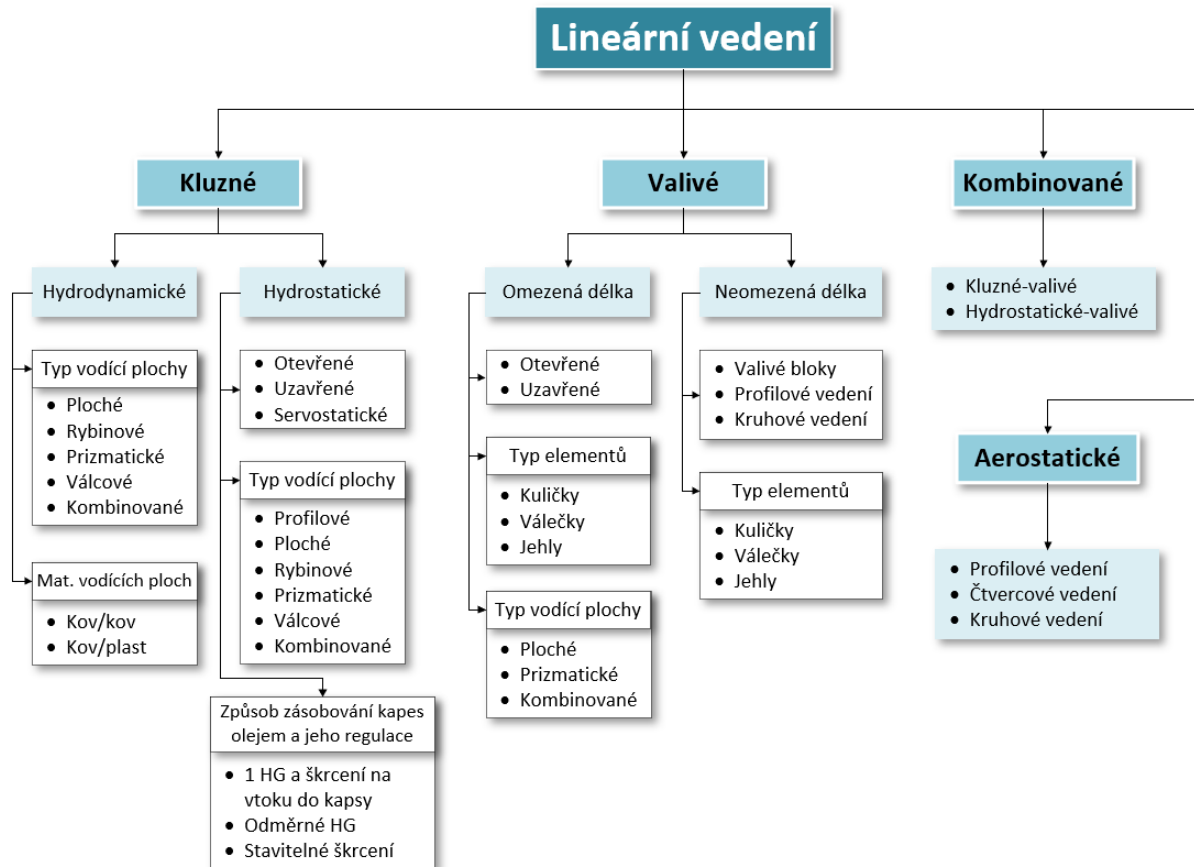 Lineární vedení
Kluzné
Valivé
Kombinované
Hydrodynamické
Hydrostatické
Omezená délka
Neomezená délka
• Kluzné-valivé
• Hydrostatické-valivé
Typ vodící plochy
• Ploché
• Rybinové
• Prizmatické
• Válcové
• Kombinované
Mat. vodících ploch
• Kov/kov
• Kov/plast
• Otevřené
• Uzavřené
• Servostatické
Typ vodící plochy
• Profilové
• Ploché
• Rybinové
• Prizmatické
• Válcové
• Kombinované
Způsob zásobování kapes
olejem a jeho regulace
• 1 HG a škrcení na
vtoku do kapsy
• Odměrné HG
• Stavitelné škrcení
• Otevřené
• Uzavřené
Typ elementů
• Kuličky
• Válečky
• Jehly
Typ vodící plochy
• Ploché
• Prizmatické
• Kombinované
• Valivé bloky
• Profilové vedení
• Kruhové vedení
Typ elementů
• Kuličky
• Válečky
• Jehly
Aerostatické
• Profilové vedení
• Čtvercové vedení
• Kruhové vedení